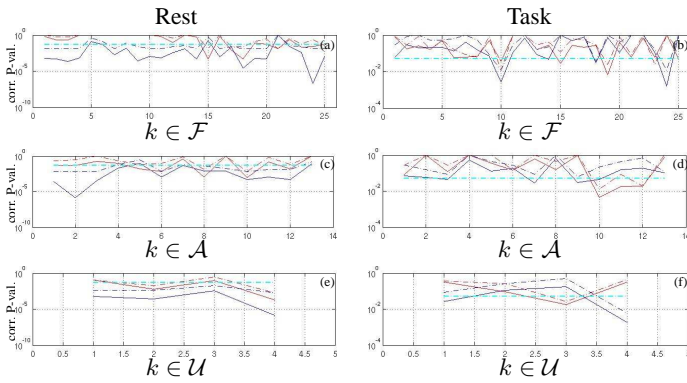 Rest Task
corr. P-val.
10^0
10^-5
10^-10
(a)
0 5 10 15 20 25
k ∈ F
10^0
10^-2
10^-4
(b)
0 5 10 15 20 25
k ∈ F
corr. P-val.
10^0
10^-5
10^-10
(c)
0 2 4 6 8 10 12 14
k ∈ A
10^0
10^-2
10^-4
(d)
2 4 6 8 10 12 14
k ∈ A
corr. P-val.
10^0
10^-5
10^-10
(e)
0.5 1 1.5 2 2.5 3 3.5 4 4.5 5
k ∈ U
10^0
10^-2
10^-4
(f)
0.5 1 1.5 2 2.5 3 3.5 4 4.5 5
k ∈ U